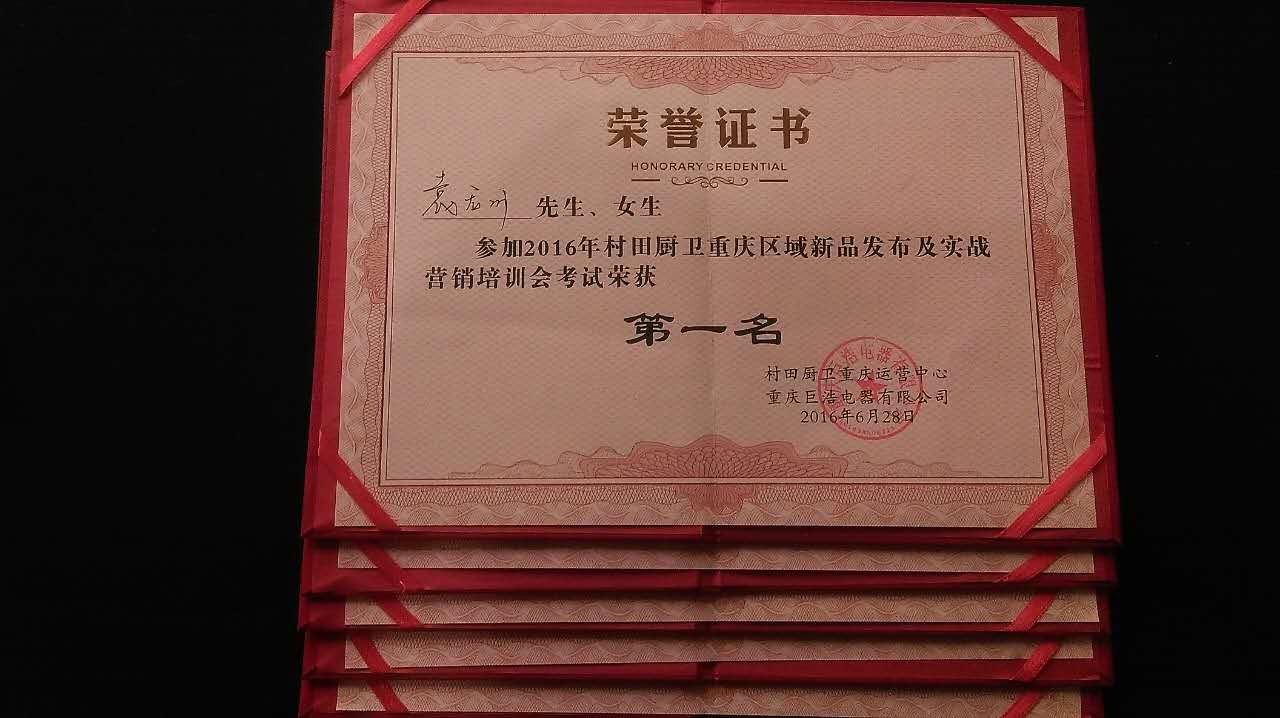 荣誉证书
HONORARY CREDENTIAL
袁 先生、女生
参加2016年村田厨卫重庆区域新品发布及实战
营销培训会考试荣获
第一名
村田厨卫重庆运营中心
重庆巨浩电器有限公司
2016年6月28日